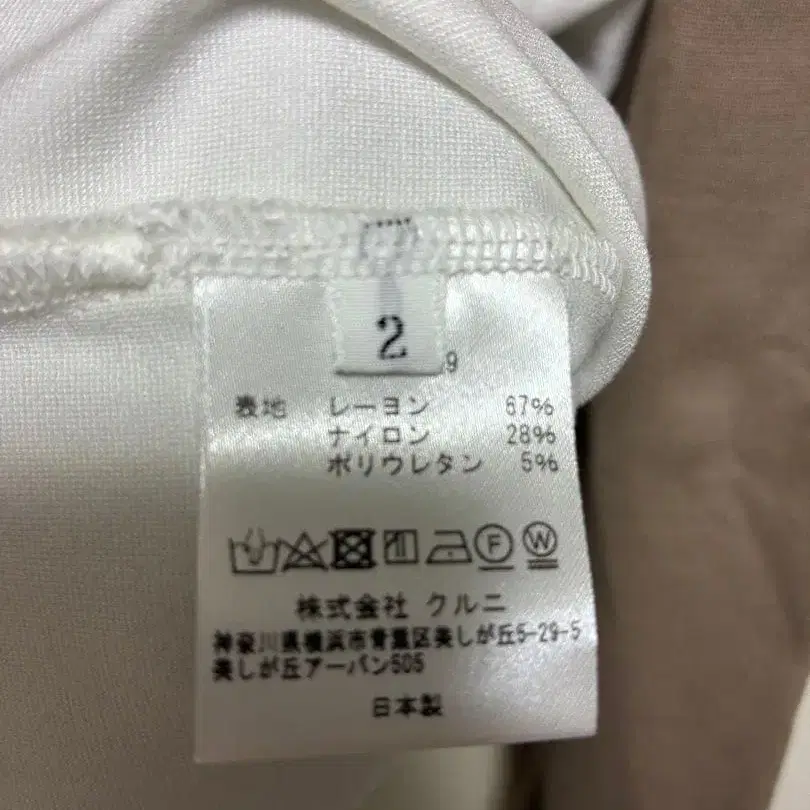 2
9
表地 レーヨン 67%
ナイロン 28%
ポリウレタン 5%
F W
株式会社 クルニ
神奈川県横浜市青葉区美しが丘5-29-5
美しが丘アーバン505
日本製